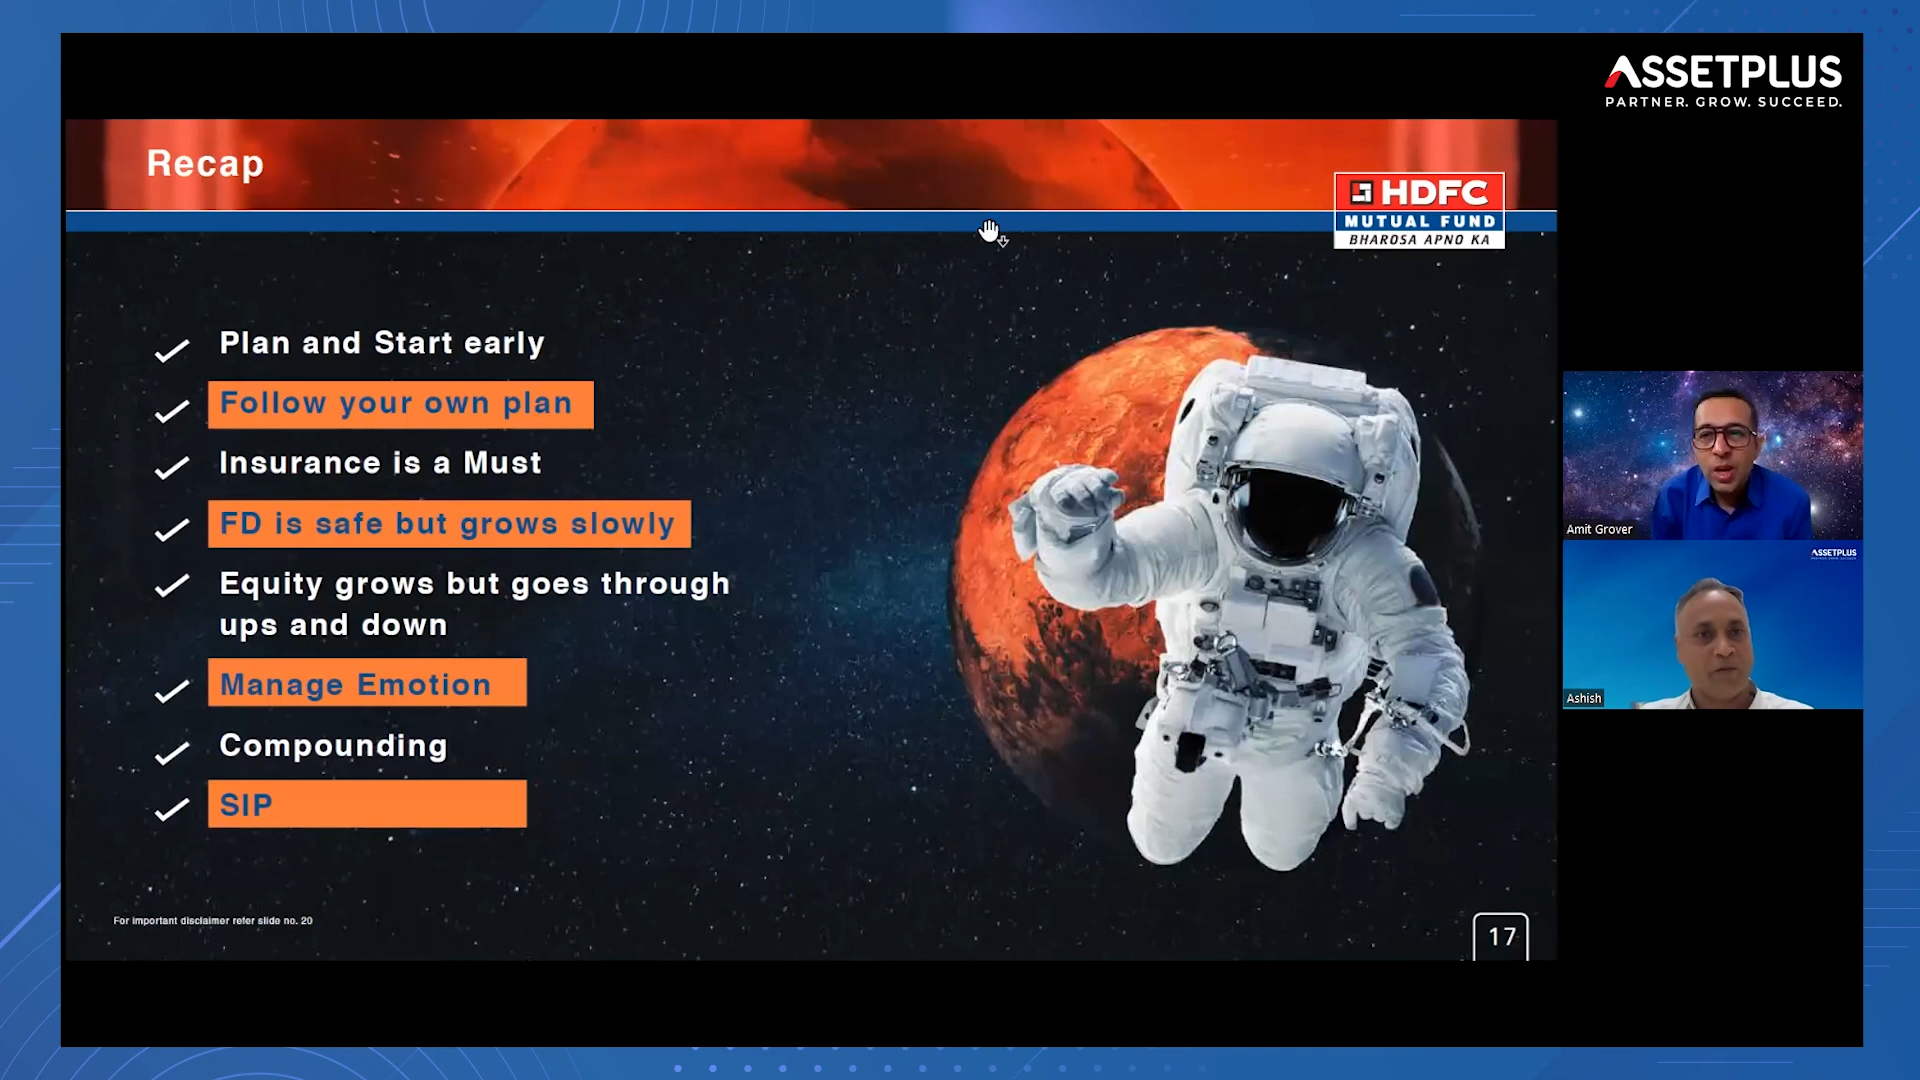 ASSETPLUS
PARTNER. GROW. SUCCEED.
Recap
HDFC
MUTUAL FUND
BHAROSA APNO KA
Plan and Start early
Follow your own plan
Insurance is a Must
FD is safe but grows slowly
Equity grows but goes through
ups and down
Manage Emotion
Compounding
SIP
For important disclaimer refer slide no. 20
17
Amit Grover
ASSETPLUS
Ashish